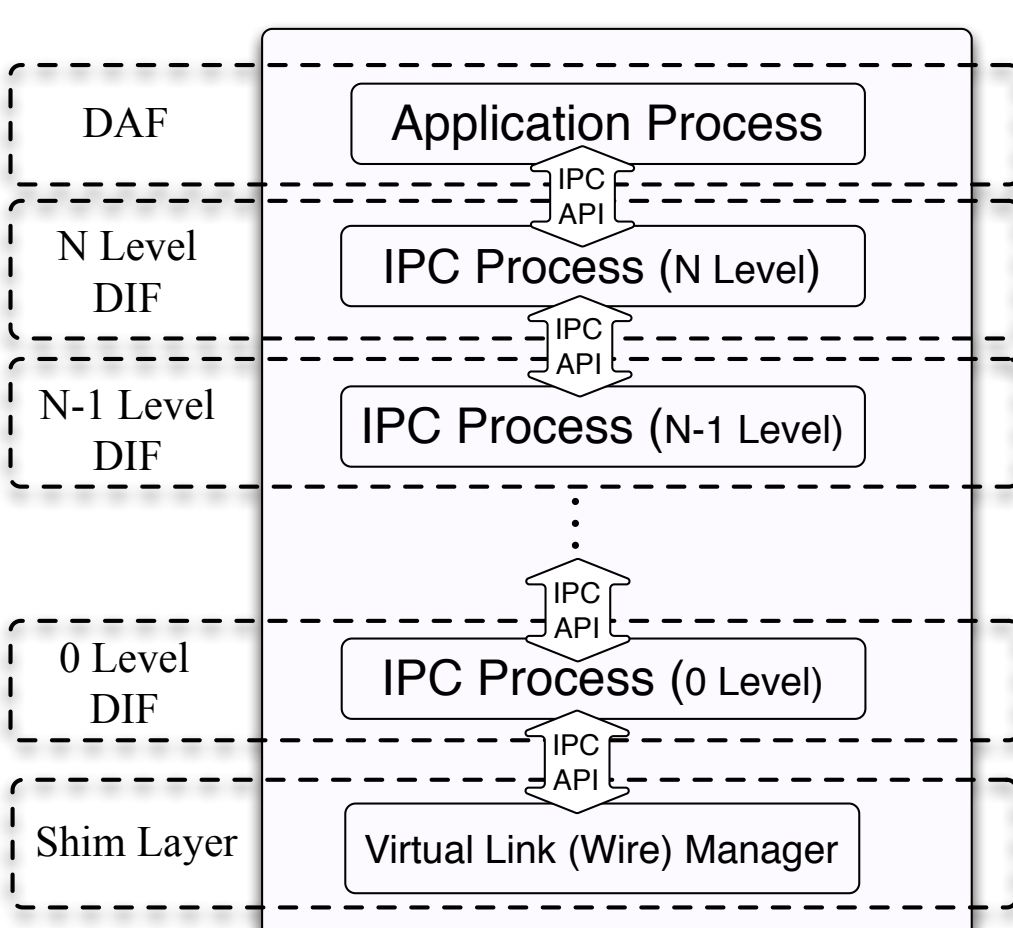 DAF
Application Process
IPC
API
N Level
DIF
IPC Process (N Level)
IPC
API
N-1 Level
DIF
IPC Process (N-1 Level)
IPC
API
0 Level
DIF
IPC Process (0 Level)
IPC
API
Shim Layer
Virtual Link (Wire) Manager